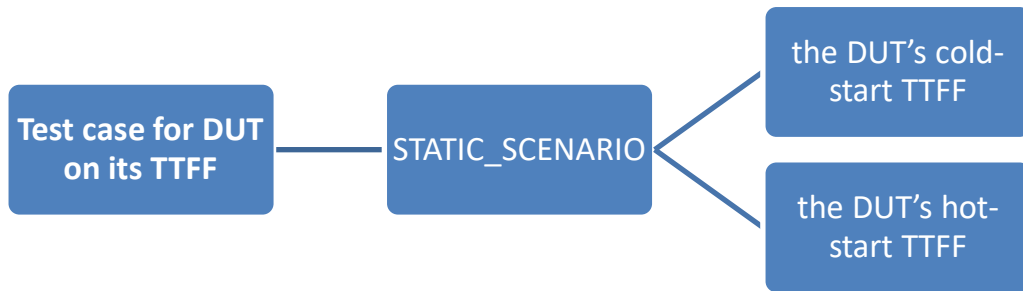 Test case for DUT
on its TTFF
STATIC_SCENARIO
the DUT’s cold-
start TTFF
the DUT’s hot-
start TTFF